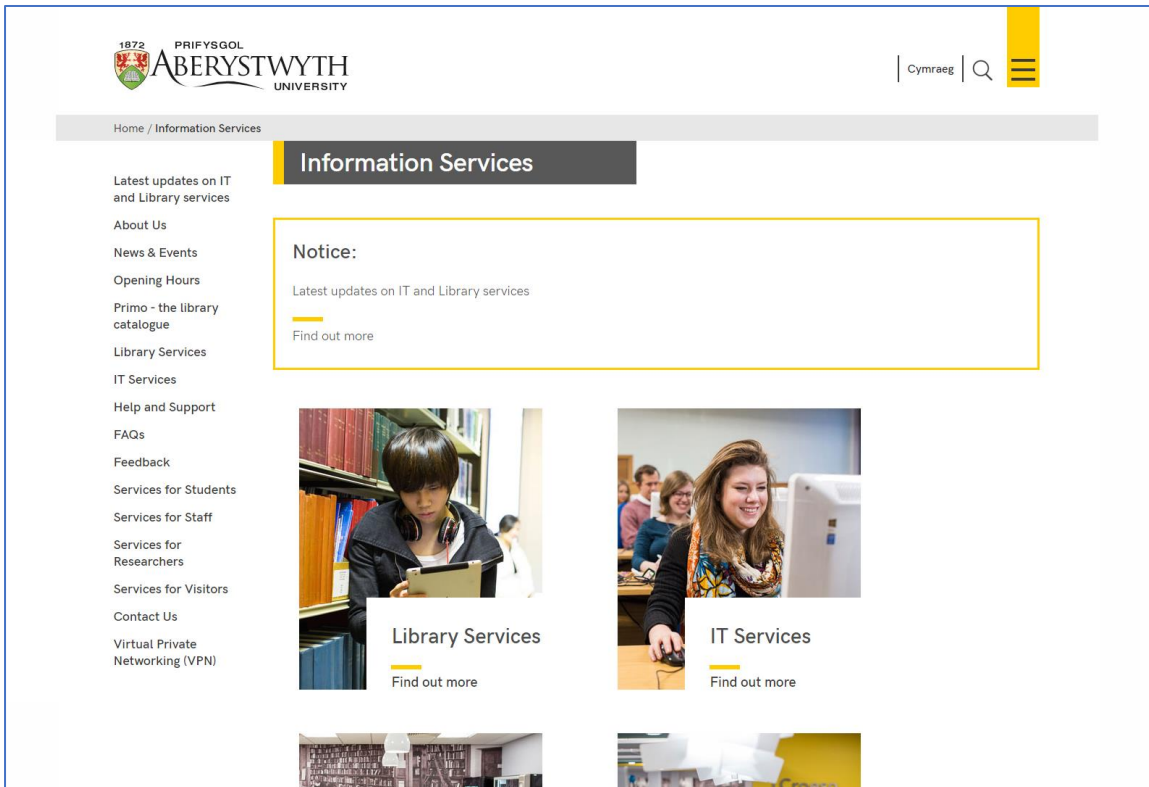 1872
PRIFYSGOL
ABERYSTWYTH
UNIVERSITY
Cymraeg
Home / Information Services
Latest updates on IT
and Library services
About Us
News & Events
Opening Hours
Primo - the library
catalogue
Library Services
IT Services
Help and Support
FAQs
Feedback
Services for Students
Services for Staff
Services for
Researchers
Services for Visitors
Contact Us
Virtual Private
Networking (VPN)
Information Services
Notice:
Latest updates on IT and Library services
Find out more
Library Services
Find out more
IT Services
Find out more